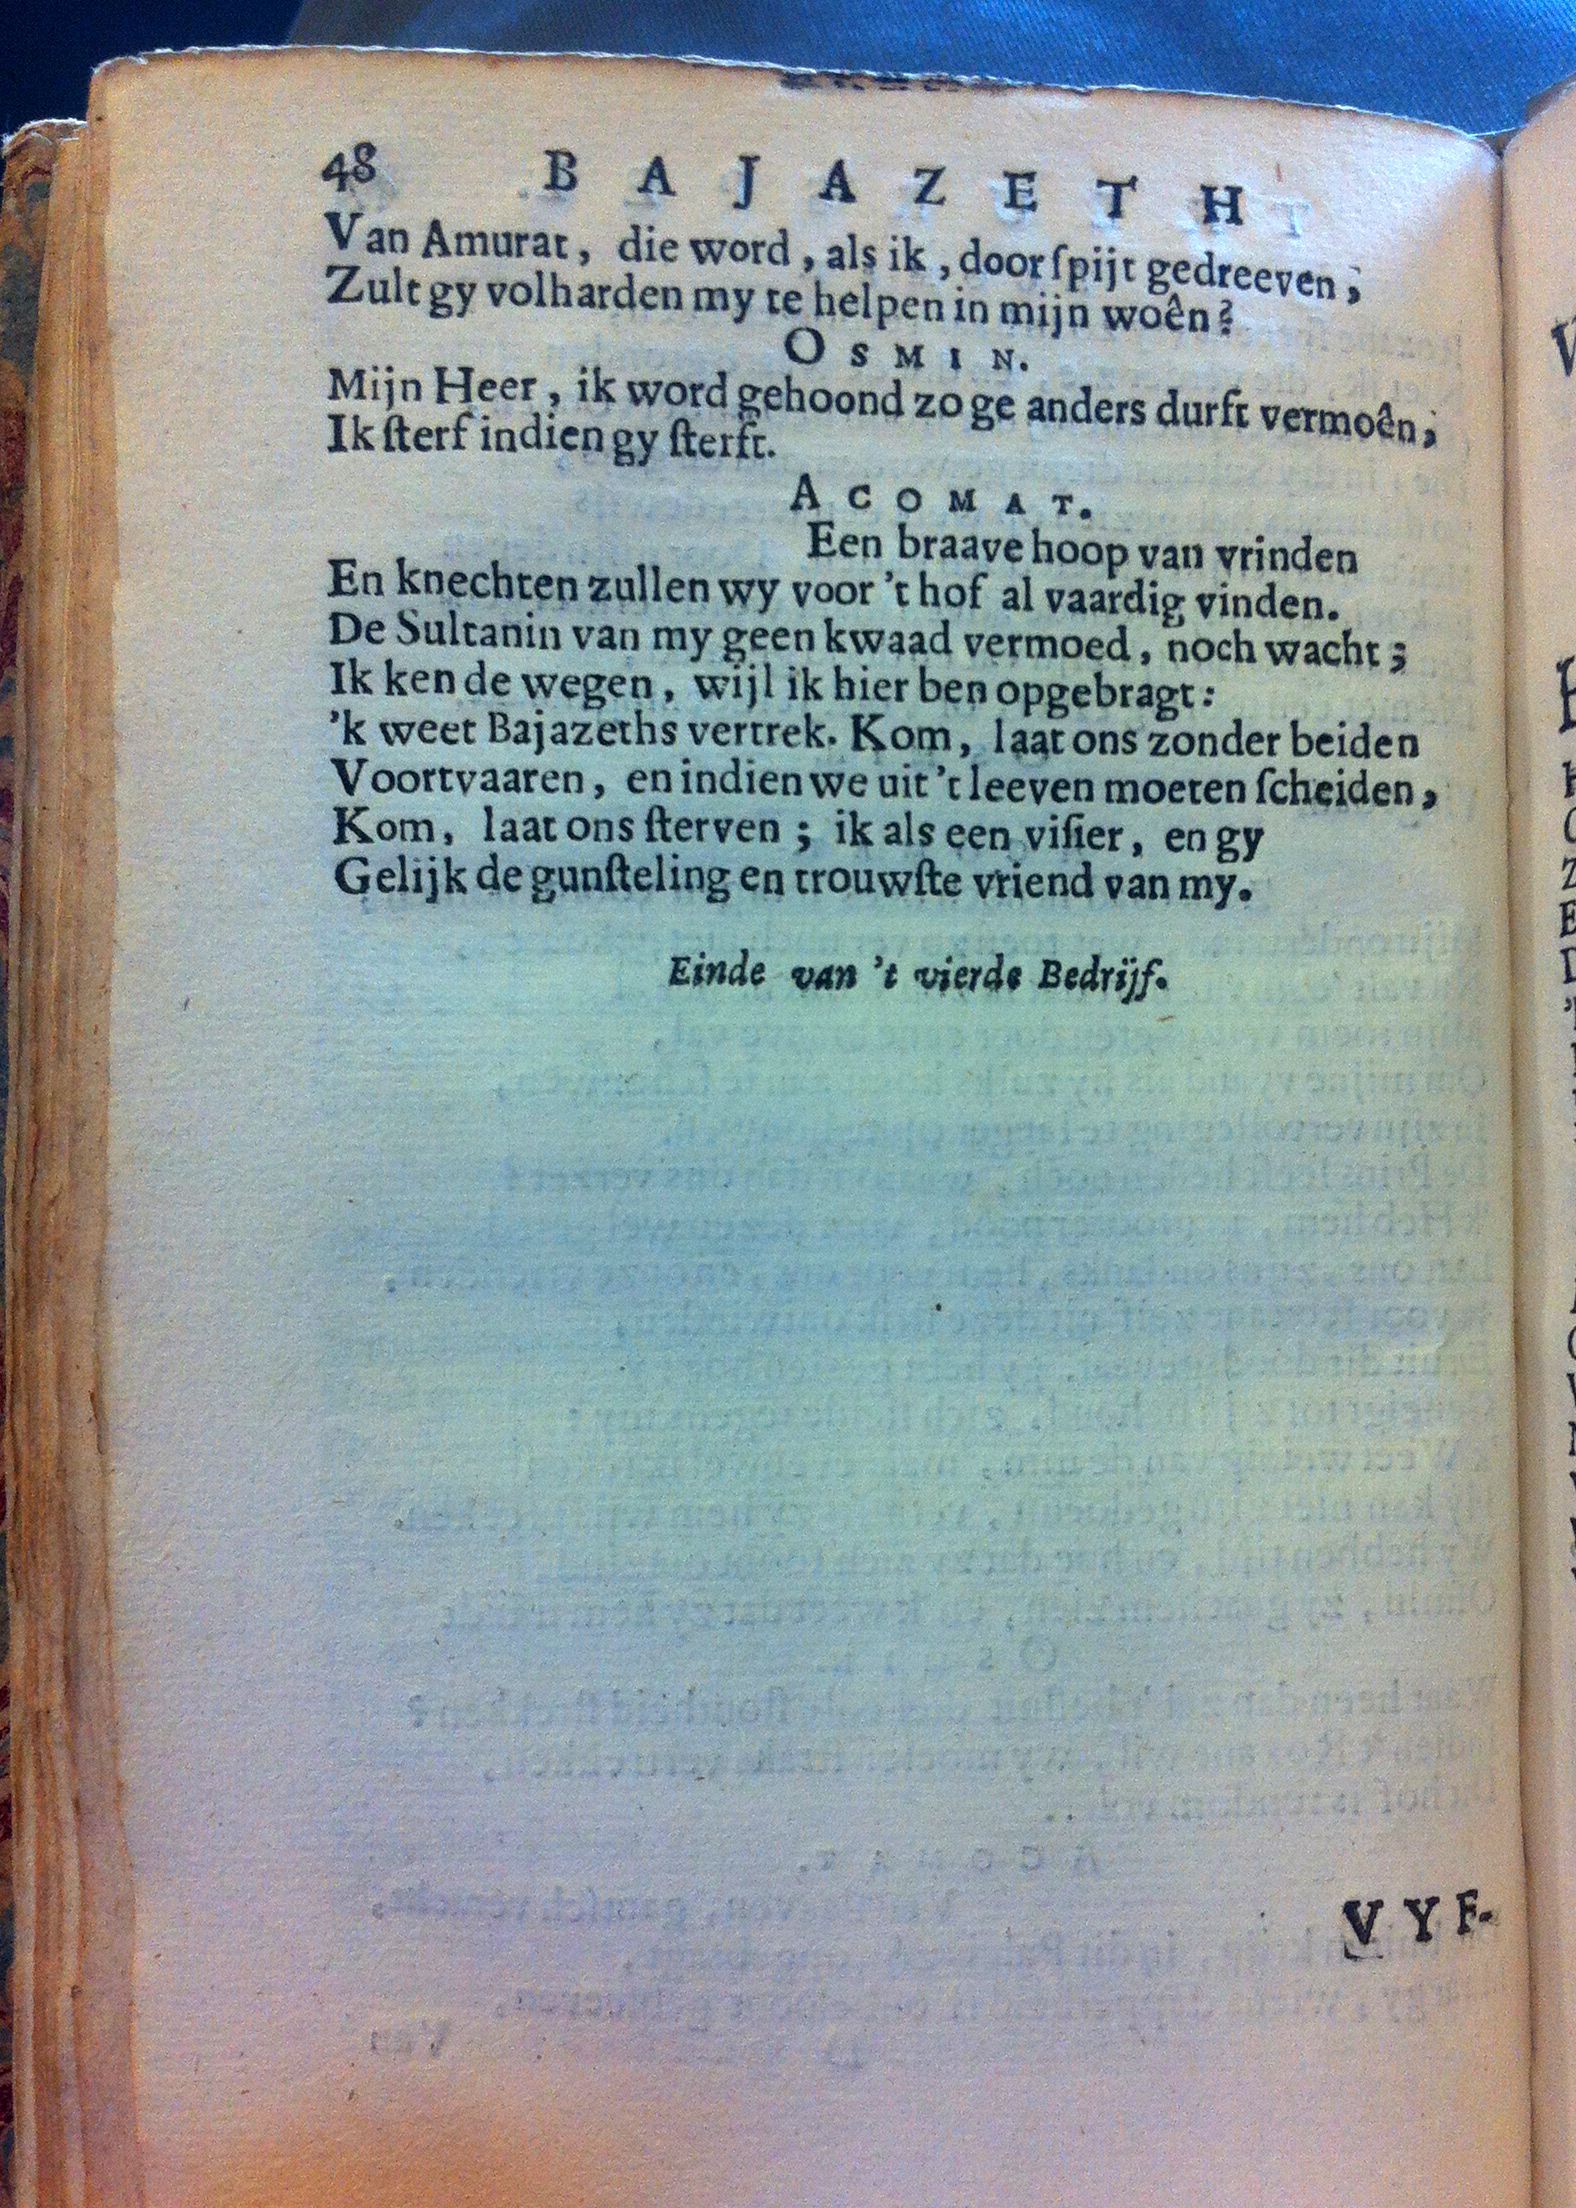 48 BAJAZETH
Van Amurat, die word, als ik, door ſpijt gedreeven,
Zult gy volharden my te helpen in mijn woên?
OSMIN.
Mijn Heer, ik word gehoond zo ge anders durft vermoên,
Ik ſterf indien gy ſterft.
ACOMAT.
Een braave hoop van vrinden
En knechten zullen wy voor 't hof al vaardig vinden.
De Sultanin van my geen kwaad vermoed, noch wacht;
Ik ken de wegen, wijl ik hier ben opgebragt:
'k weet Bajazeths vertrek. Kom, laat ons zonder beiden
Voortvaaren, en indien we uit 't leeven moeten ſcheiden,
Kom, laat ons ſterven; ik als een viſier, en gy
Gelijk de gunſteling en trouwſte vriend van my.
Einde van 't vierde Bedrijf.
VYF-